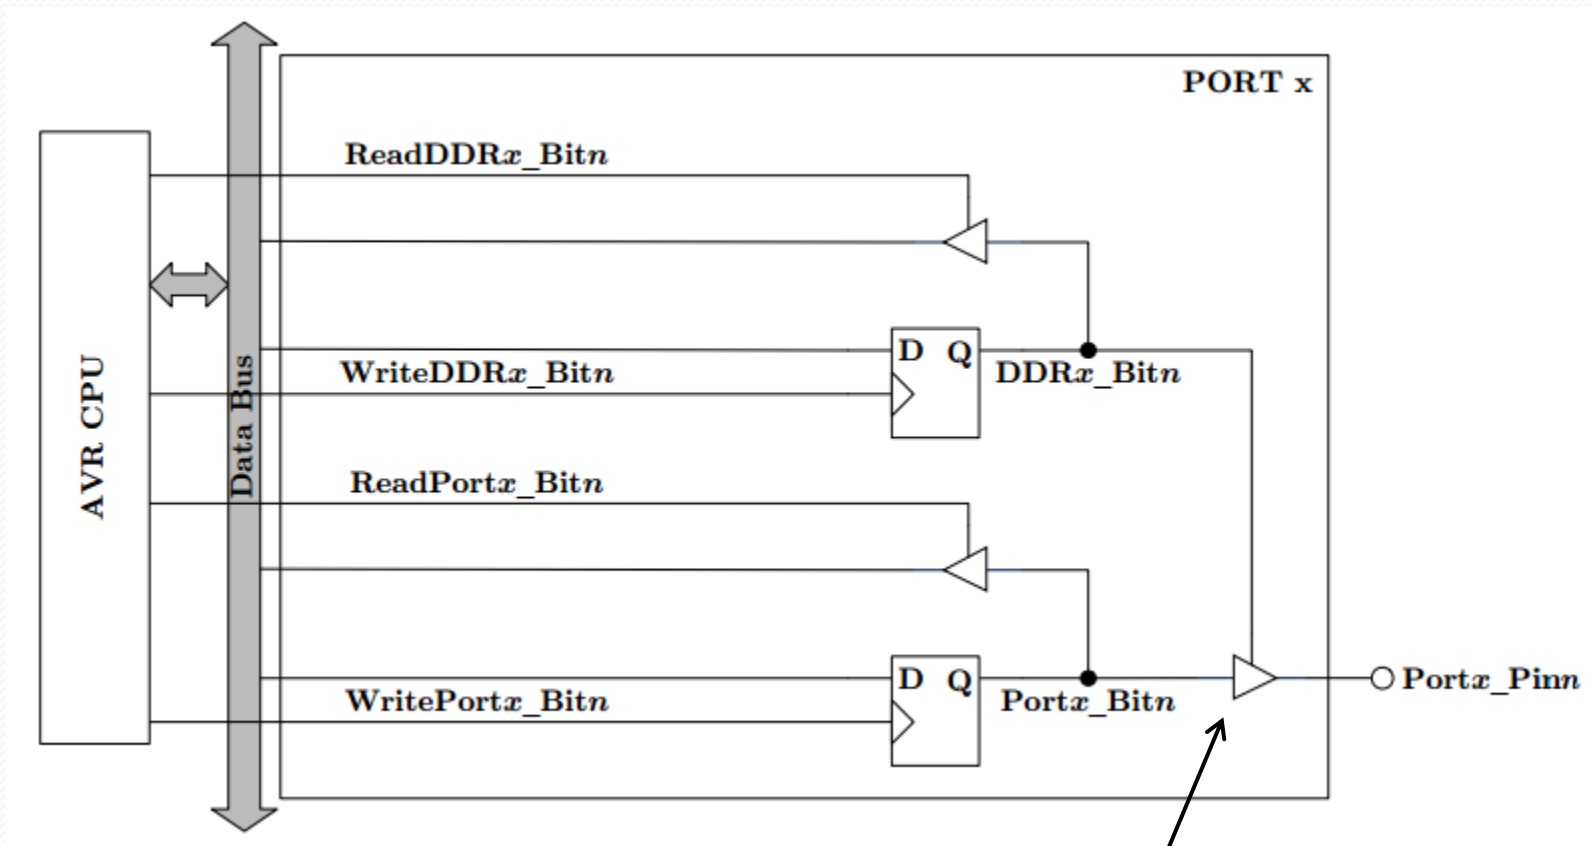 PORT x
ReadDDRx_Bitn
AVR CPU
Data Bus
D Q
WriteDDRx_Bitn
DDRx_Bitn
ReadPortx_Bitn
D Q
WritePortx_Bitn
Portx_Bitn
Portx_Pinn